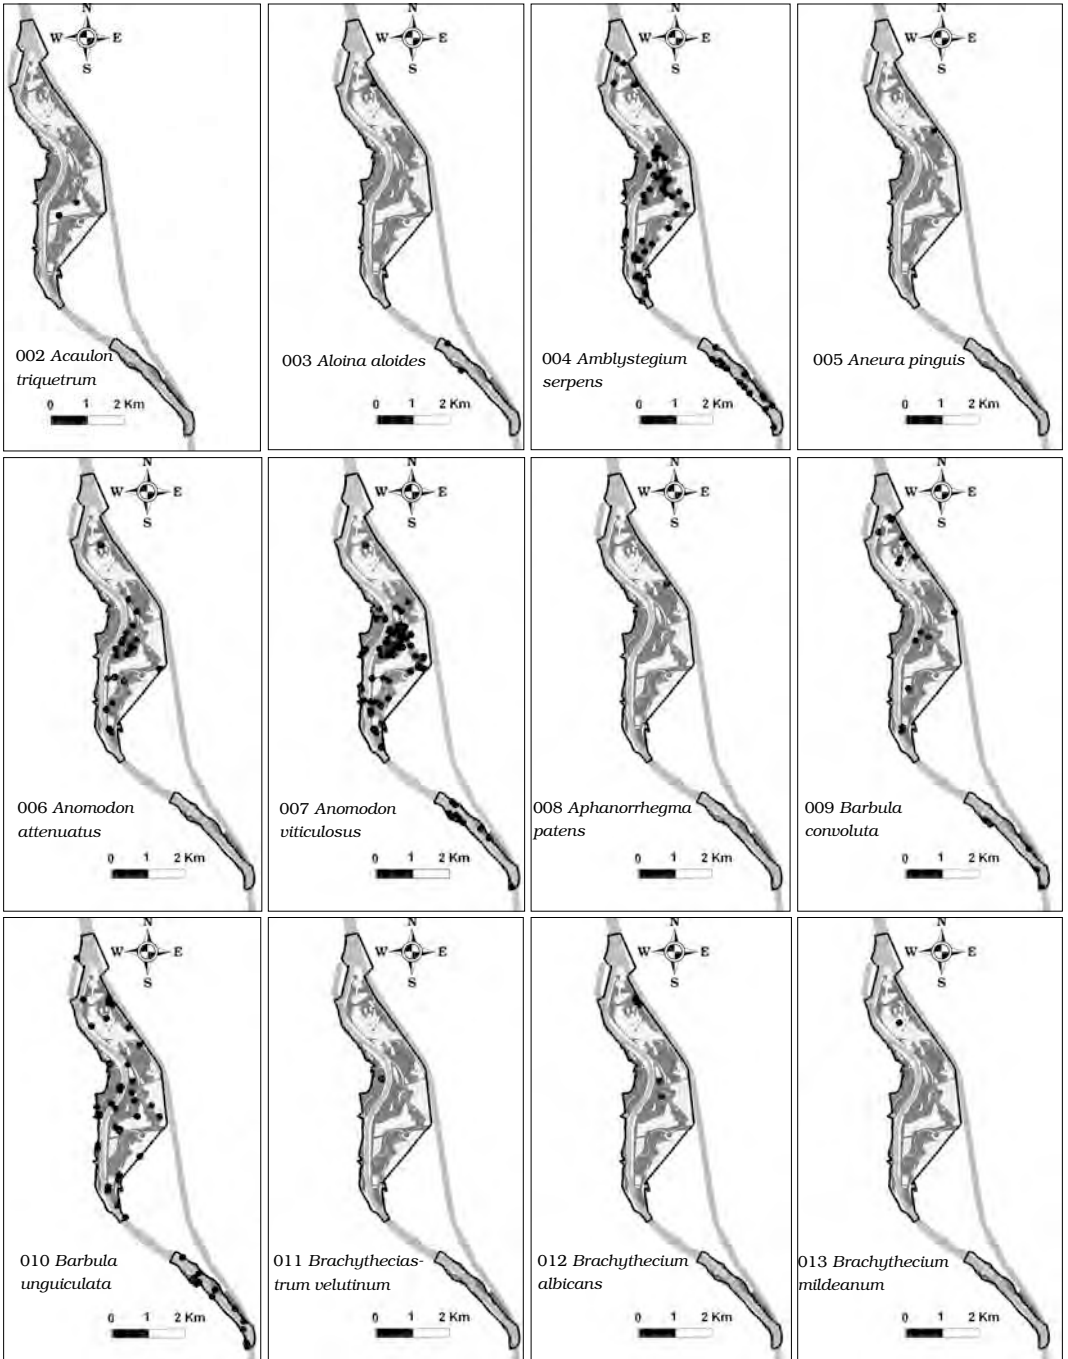 N
W E
S
002 Acaulon
triquetrum
0 1 2 Km
N
W E
S
003 Aloina aloides
0 1 2 Km
N
W E
S
004 Amblystegium
serpens
0 1 2 Km
N
W E
S
005 Aneura pinguis
0 1 2 Km
N
W E
S
006 Anomodon
attenuatus
0 1 2 Km
N
W E
S
007 Anomodon
viticulosus
0 1 2 Km
N
W E
S
008 Aphanorrhegma
patens
0 1 2 Km
N
W E
S
009 Barbula
convoluta
0 1 2 Km
N
W E
S
010 Barbula
unguiculata
0 1 2 Km
N
W E
S
011 Brachythecias-
trum velutinum
0 1 2 Km
N
W E
S
012 Brachythecium
albicans
0 1 2 Km
N
W E
S
013 Brachythecium
mildeanum
0 1 2 Km